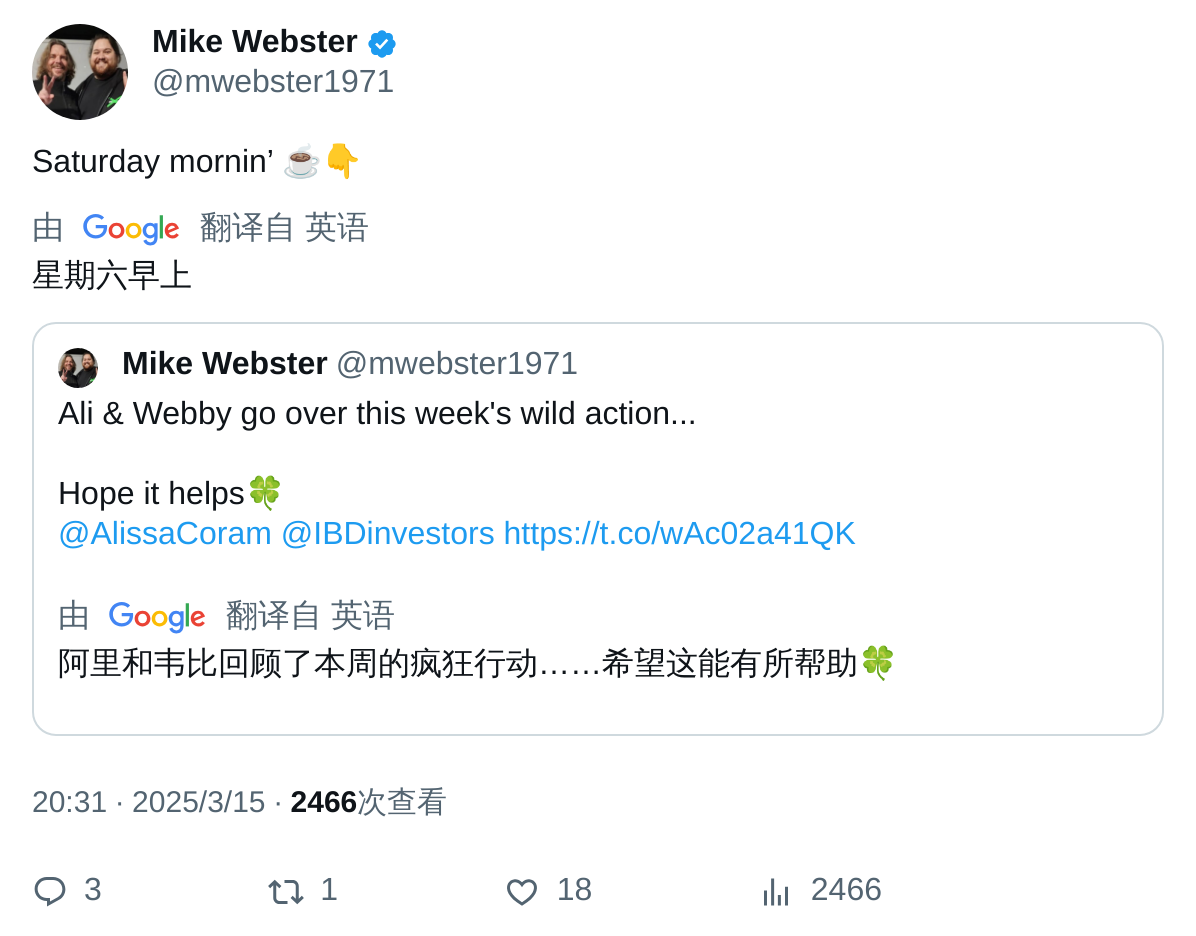 Mike Webster
@mwebster1971
Saturday mornin’ ☕👇
由 Google 翻译自 英语
星期六早上
Mike Webster @mwebster1971
Ali & Webby go over this week's wild action...
Hope it helps🍀
@AlissaCoram @IBDinvestors https://t.co/wAc02a41QK
由 Google 翻译自 英语
阿里和韦比回顾了本周的疯狂行动……希望这能有所帮助🍀
20:31 · 2025/3/15 · 2466次查看
3 1 18 2466